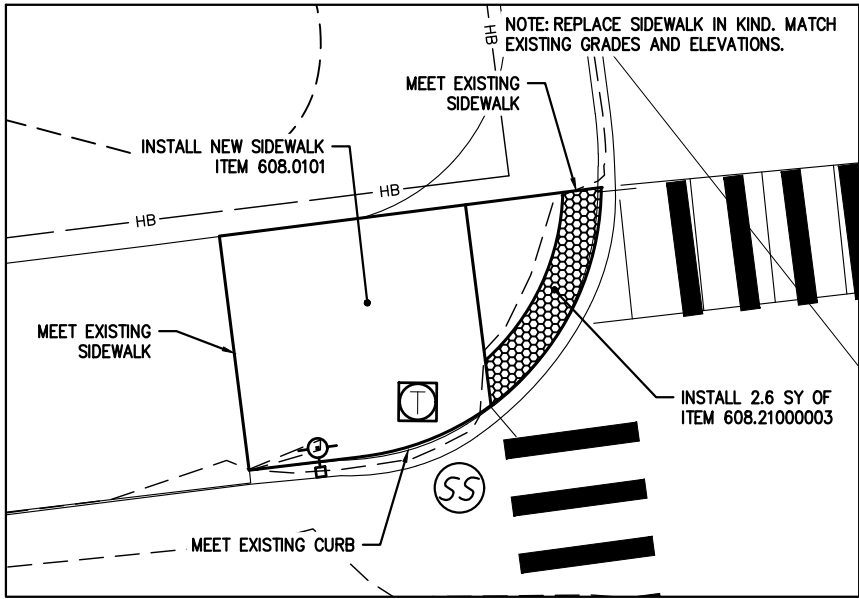 NOTE: REPLACE SIDEWALK IN KIND. MATCH
EXISTING GRADES AND ELEVATIONS.
HB
MEET EXISTING
SIDEWALK
INSTALL NEW SIDEWALK
ITEM 608.0101
HB
HB
MEET EXISTING
SIDEWALK
T
INSTALL 2.6 SY OF
ITEM 608.21000003
SS
MEET EXISTING CURB